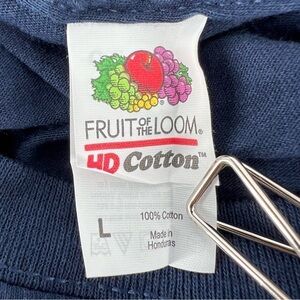 FRUIT OF THE LOOM®
HD Cotton™
L
100% Cotton
Made in
Honduras